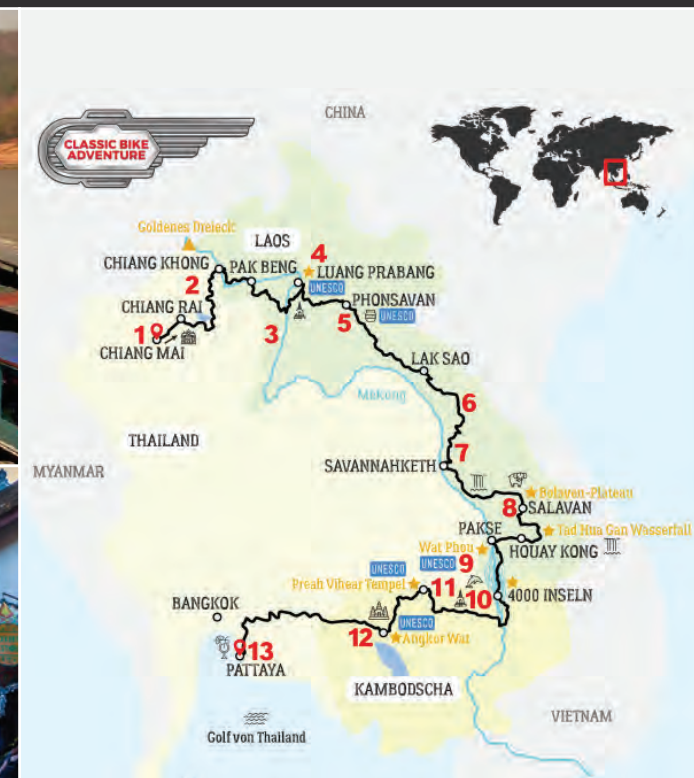 CLASSIC BIKE
ADVENTURE
CHINA
Goldenes Dreieck
LAOS
CHIANG KHONG
PAK BENG
4
LUANG PRABANG
UNESCO
2
CHIANG RAI
1
CHIANG MAI
3
5
PHONSAVAN
UNESCO
LAK SAO
Mekong
6
THAILAND
7
MYANMAR
SAVANNAHKETH
Bolaven-Plateau
8
SALAVAN
PAKSE
Tad Hua Gan Wasserfall
HOUAY KONG
Wat Phou
UNESCO
UNESCO
9
Preah Vihear Tempel
11
10
4000 INSELN
BANGKOK
UNESCO
12
Angkor Wat
13
PATTAYA
KAMBODSCHA
VIETNAM
Golf von Thailand